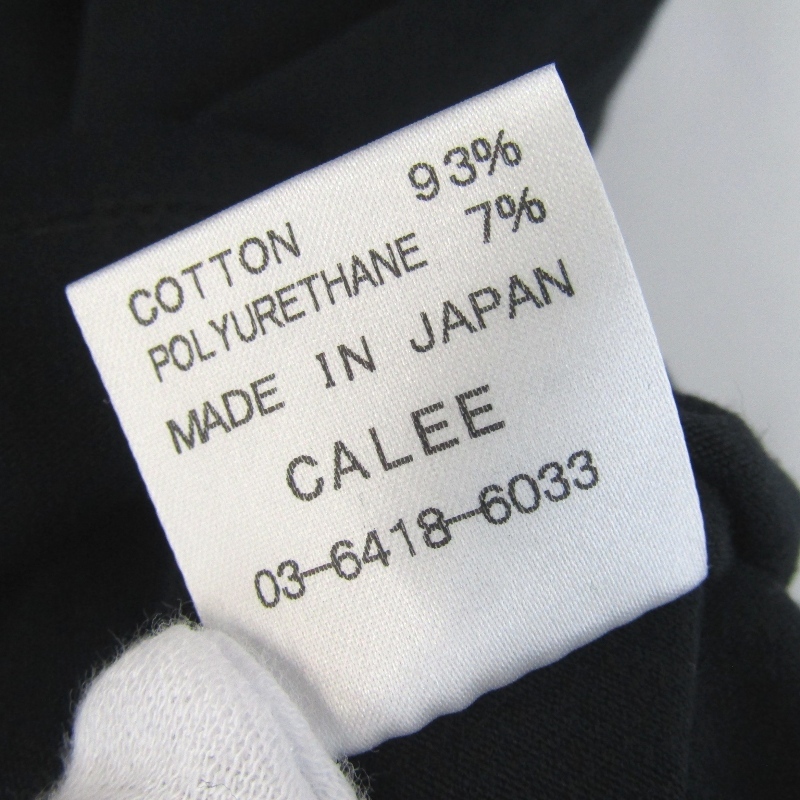 COTTON 93%
POLYURETHANE 7%
MADE IN JAPAN
CALEE
03-6418-6033